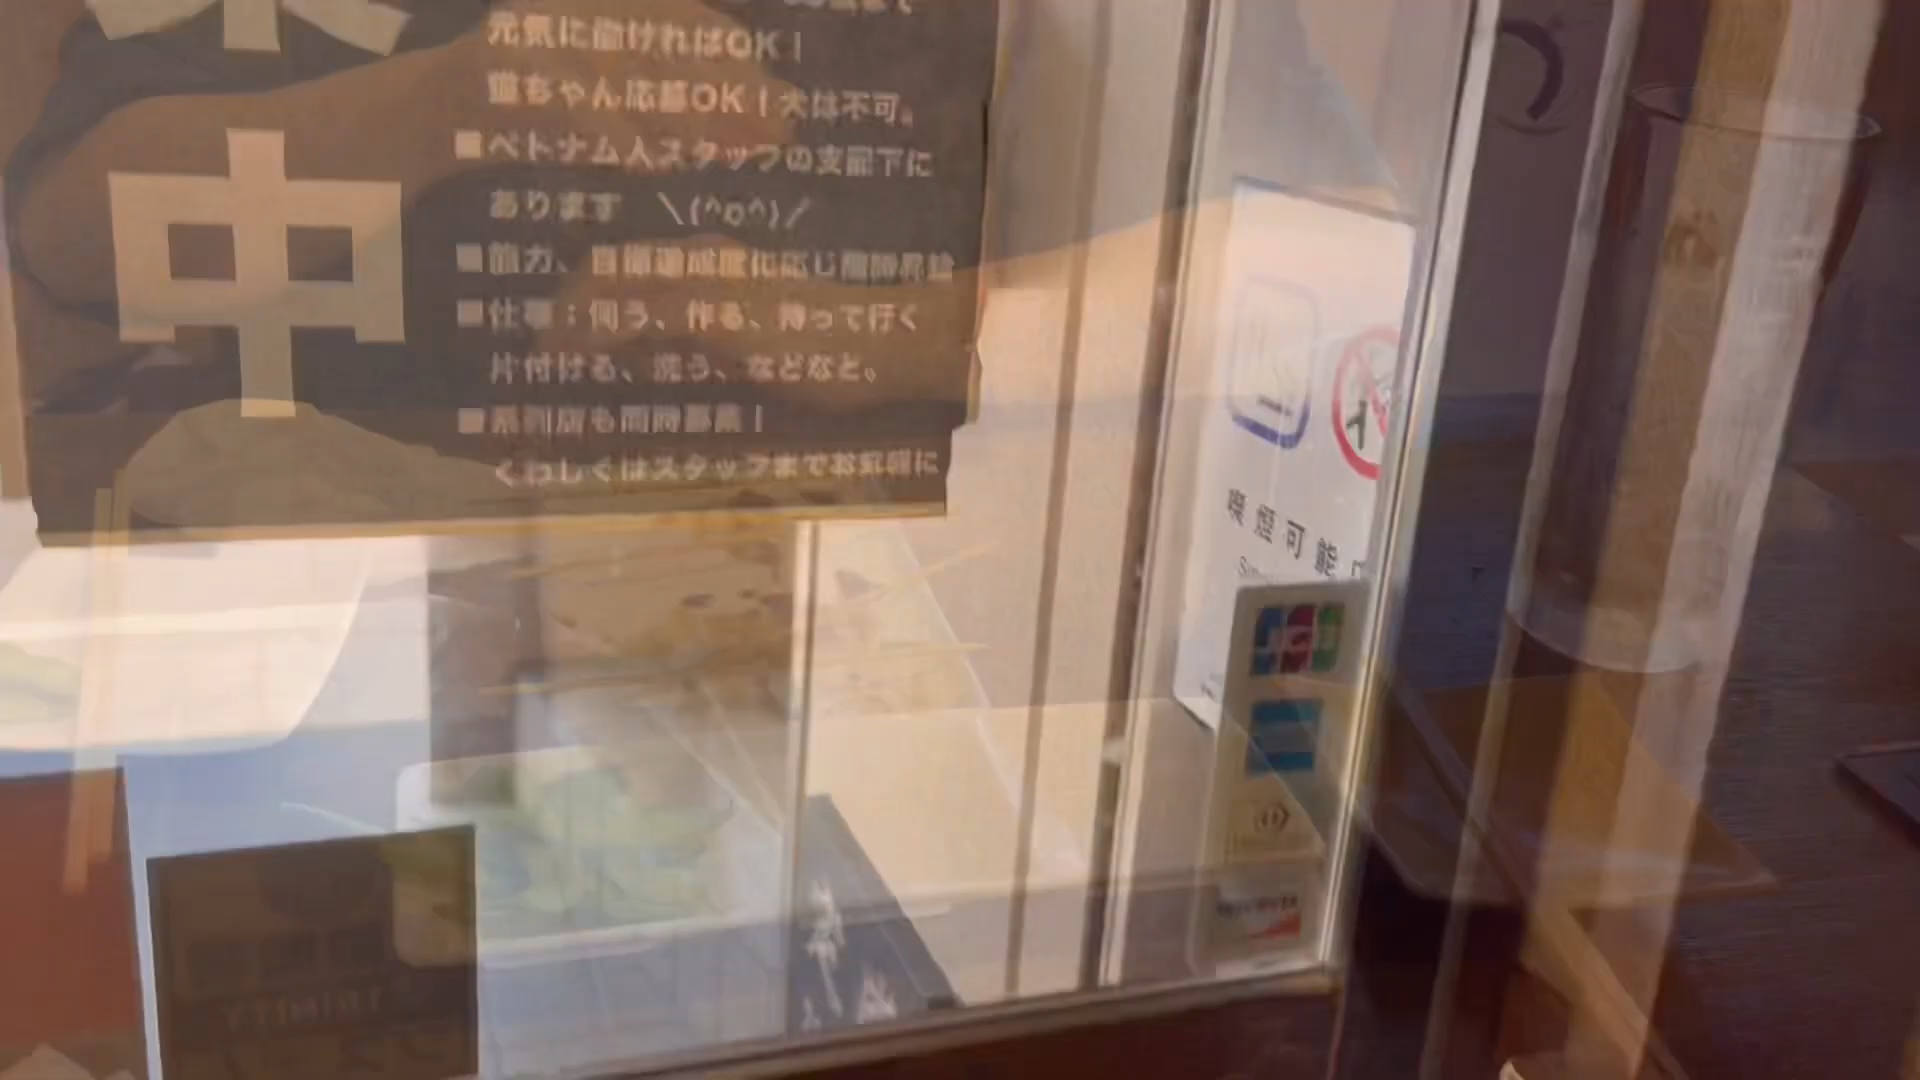 元気に働ければOK！
猫ちゃん応募OK！犬は不可。
中
■ベトナム人スタッフの支配下に
あります ＼(^o^)／
■能力、目標達成度に応じ随時昇給
■仕事：伺う、作る、持って行く
片付ける、洗う、などなど。
■系列店も同時募集！
くわしくはスタッフまでお気軽に
喫煙可能
JCB
TRINITY